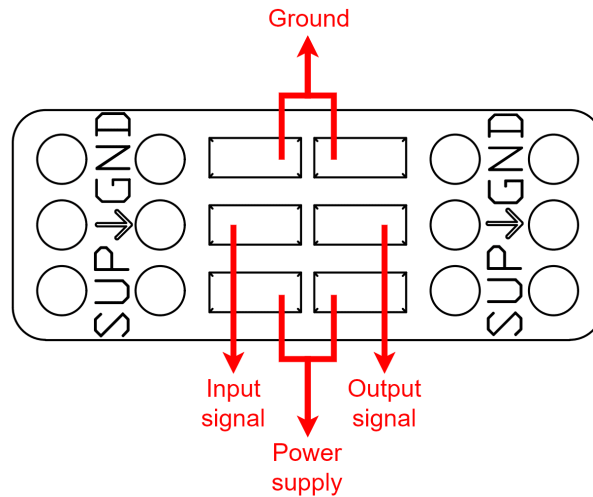 Ground
GND
GND
SUP
SUP
Input
signal
Output
signal
Power
supply